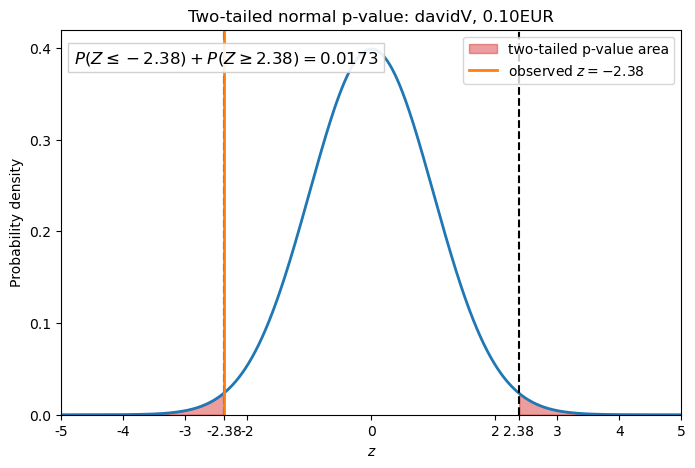 Two-tailed normal p-value: davidV, 0.10EUR
P(Z ≤ −2.38) + P(Z ≥ 2.38) = 0.0173
two-tailed p-value area
observed z = −2.38
Probability density
0.4
0.3
0.2
0.1
0.0
-5 -4 -3 -2.38 -2 0 2 2.38 3 4 5
z